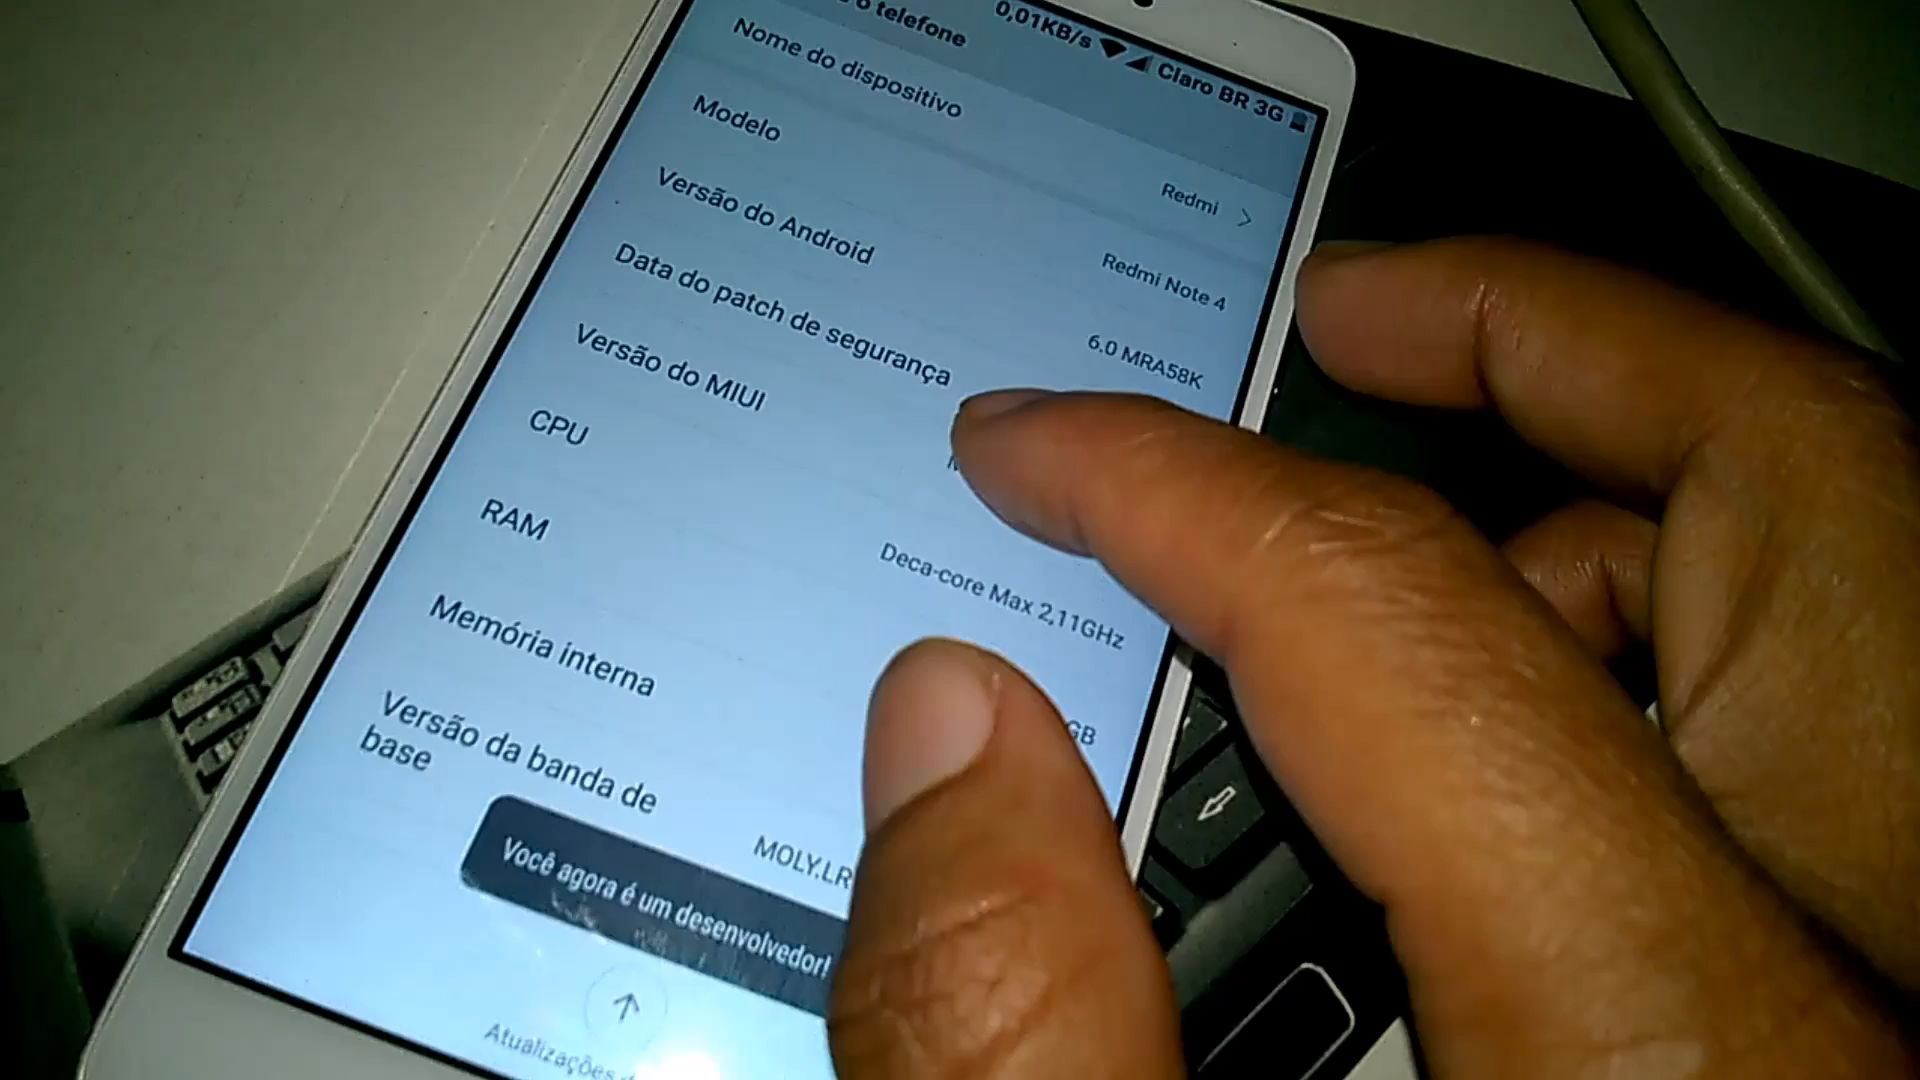 o telefone
0,01KB/s Claro BR 3G
Nome do dispositivo
Redmi
Modelo
Redmi Note 4
Versão do Android
6.0 MRA58K
Data do patch de segurança
Versão do MIUI
CPU
Deca-core Max 2,11GHz
RAM
GB
Memória interna
Versão da banda de
base
MOLY.LR
Você agora é um desenvolvedor!
Atualizações